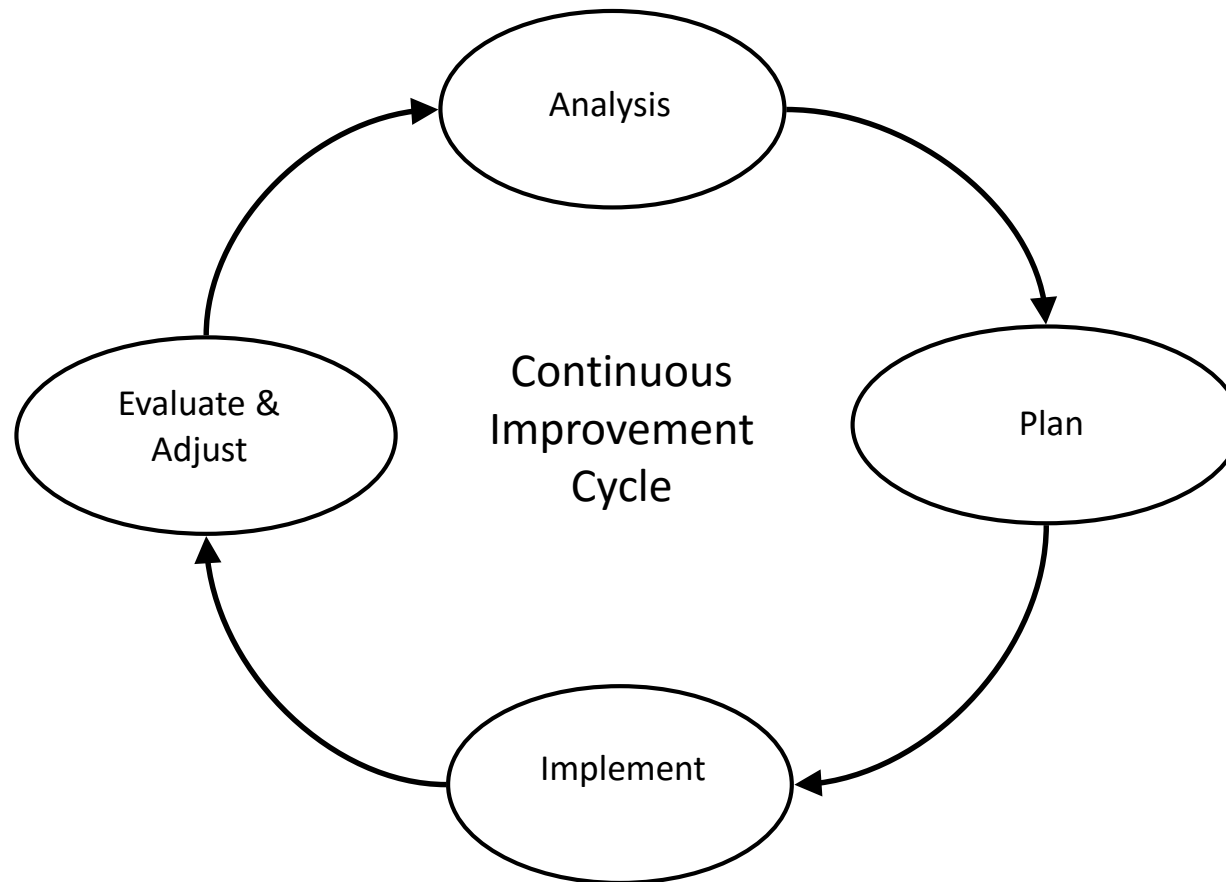 Analysis
Plan
Implement
Evaluate &
Adjust
Continuous
Improvement
Cycle